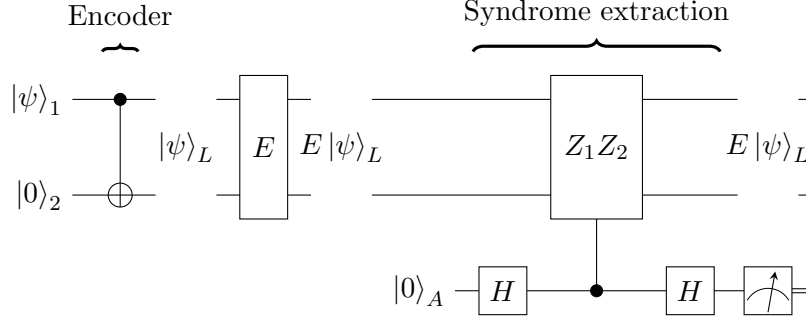 Encoder
Syndrome extraction
|ψ⟩₁
|ψ⟩_L
E
E |ψ⟩_L
Z₁Z₂
E |ψ⟩_L
|0⟩₂
|0⟩_A
H
H